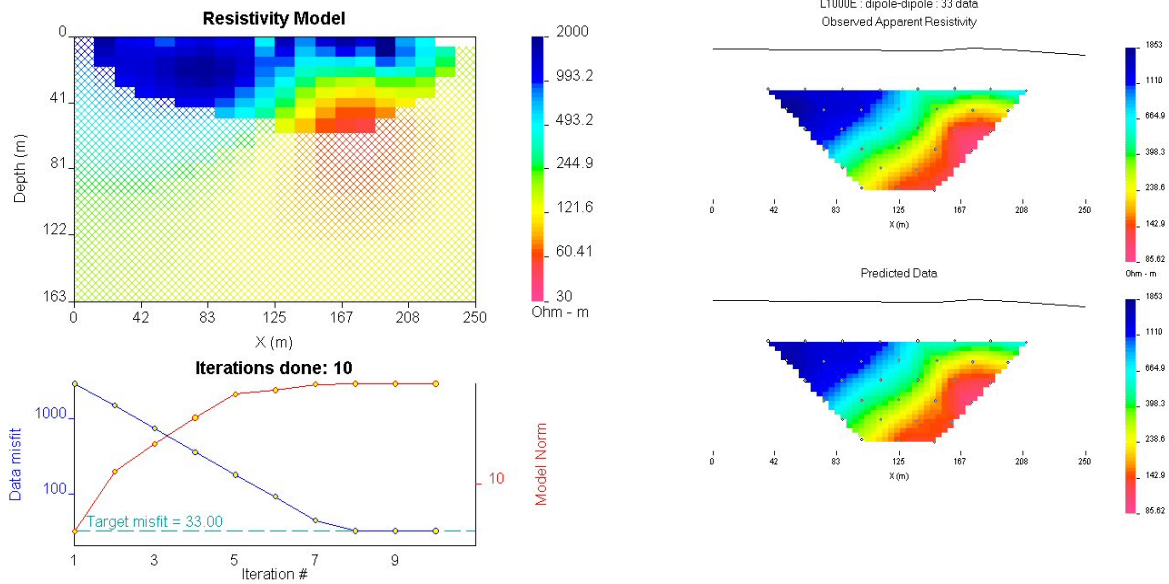 Resistivity Model
0
41
81
122
163
Depth (m)
0 42 83 125 167 208 250
X (m)
2000
993.2
493.2
244.9
121.6
60.41
30
Ohm - m
Iterations done: 10
1000
100
Data misfit
10
Model Norm
Target misfit = 33.00
1 3 5 7 9
Iteration #
L1000E : dipole-dipole : 33 data
Observed Apparent Resistivity
0 42 83 125 167 208 250
X (m)
1853
1110
664.9
398.3
238.6
142.9
85.62
Ohm - m
Predicted Data
0 42 83 125 167 208 250
X (m)
1853
1110
664.9
398.3
238.6
142.9
85.62